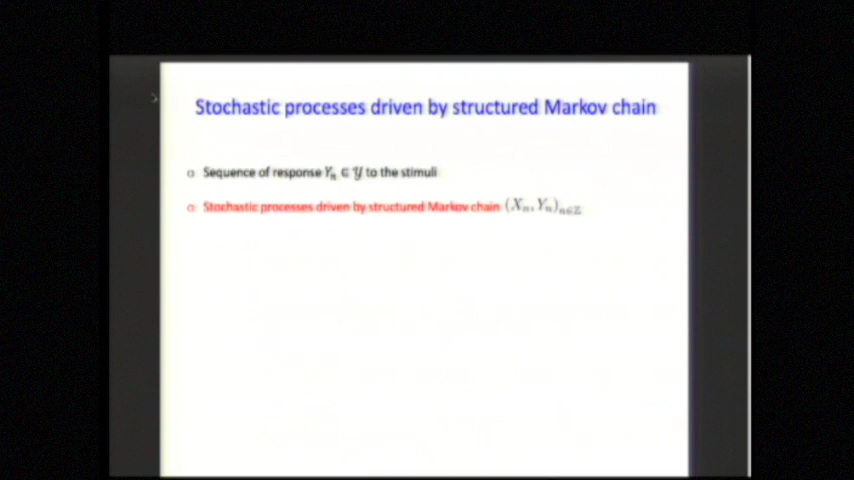 Stochastic processes driven by structured Markov chain
Sequence of response Yₙ ∈ 𝒴 to the stimuli
Stochastic processes driven by structured Markov chain (Xₙ, Yₙ)ₙ∈ℤ